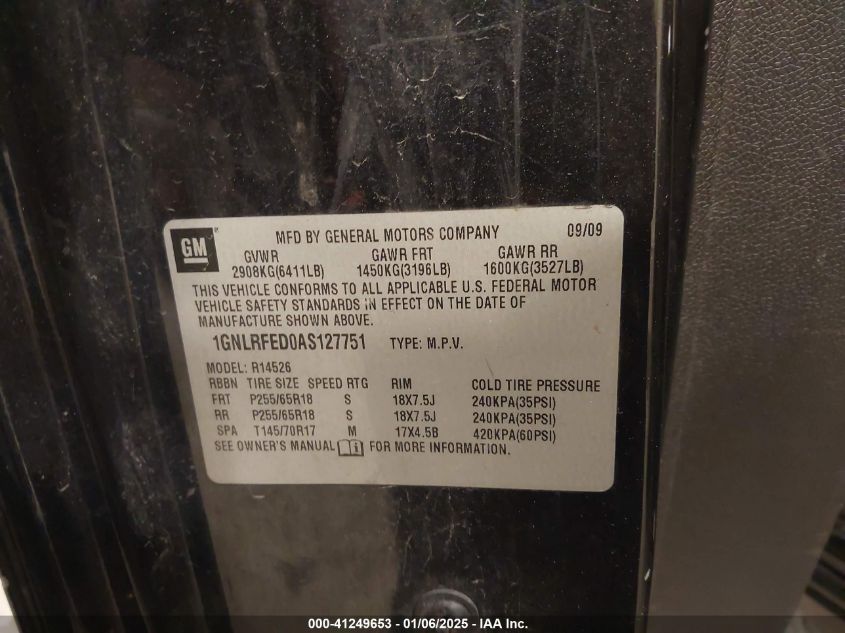 GM
MFD BY GENERAL MOTORS COMPANY 09/09
GVWR GAWR FRT GAWR RR
2908KG(6411LB) 1450KG(3196LB) 1600KG(3527LB)
THIS VEHICLE CONFORMS TO ALL APPLICABLE U.S. FEDERAL MOTOR
VEHICLE SAFETY STANDARDS IN EFFECT ON THE DATE OF
MANUFACTURE SHOWN ABOVE.
1GNLRFED0AS127751 TYPE: M.P.V.
MODEL: R14526
RBBN TIRE SIZE SPEED RTG RIM COLD TIRE PRESSURE
FRT P255/65R18 S 18X7.5J 240KPA(35PSI)
RR P255/65R18 S 18X7.5J 240KPA(35PSI)
SPA T145/70R17 M 17X4.5B 420KPA(60PSI)
SEE OWNER'S MANUAL FOR MORE INFORMATION.
000-41249653 - 01/06/2025 - IAA Inc.